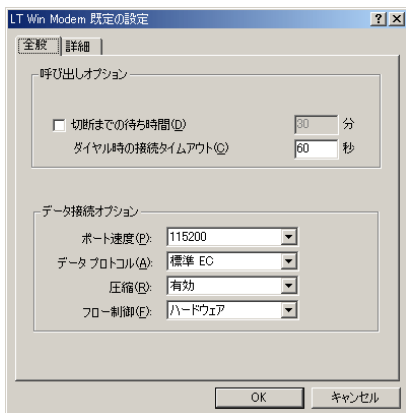 LT Win Modem 既定の設定
全般 詳細
呼び出しオプション
切断までの待ち時間(D) 30 分
ダイヤル時の接続タイムアウト(C) 60 秒
データ接続オプション
ポート速度(P): 115200
データ プロトコル(A): 標準 EC
圧縮(R): 有効
フロー制御(F): ハードウェア
OK キャンセル